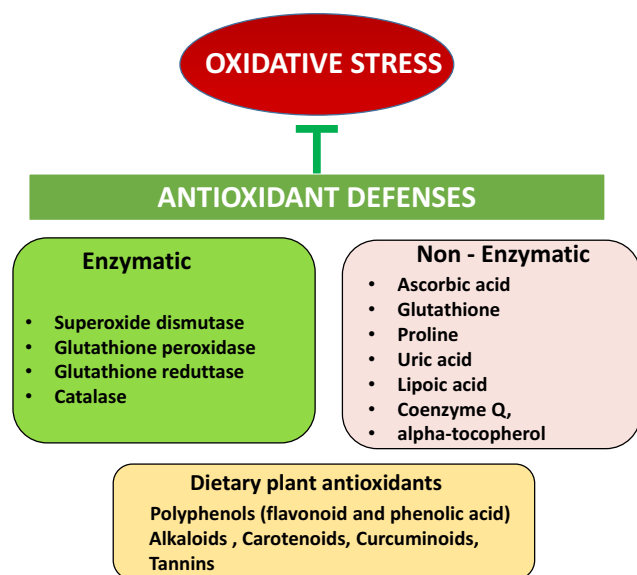 OXIDATIVE STRESS
ANTIOXIDANT DEFENSES
Enzymatic
• Superoxide dismutase
• Glutathione peroxidase
• Glutathione reduttase
• Catalase
Non - Enzymatic
• Ascorbic acid
• Glutathione
• Proline
• Uric acid
• Lipoic acid
• Coenzyme Q,
• alpha-tocopherol
Dietary plant antioxidants
Polyphenols (flavonoid and phenolic acid)
Alkaloids , Carotenoids, Curcuminoids,
Tannins